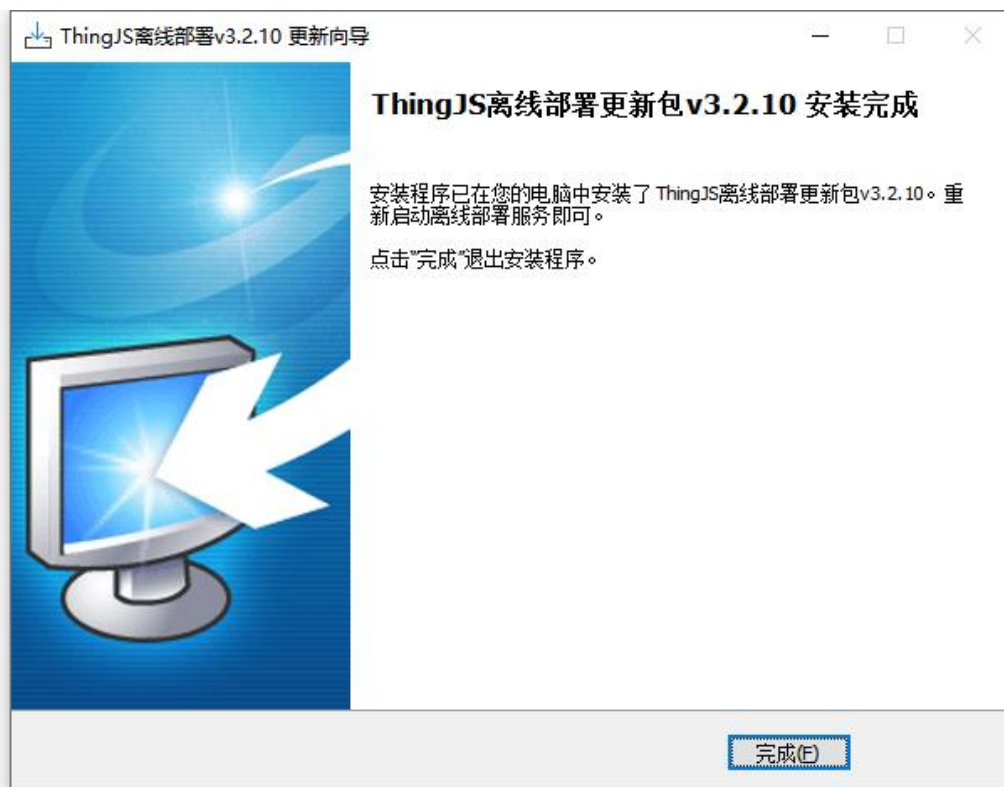 ThingJS离线部署v3.2.10 更新向导
ThingJS离线部署更新包v3.2.10 安装完成
安装程序已在您的电脑中安装了 ThingJS离线部署更新包v3.2.10。重
新启动离线部署服务即可。
点击"完成"退出安装程序。
完成(F)